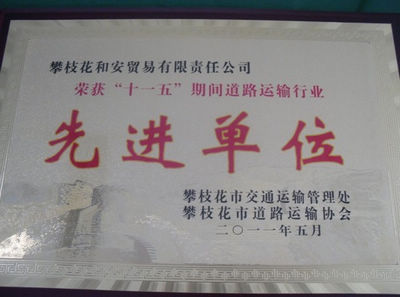 攀枝花和安贸易有限责任公司
荣获“十一五”期间道路运输行业
先进单位
攀枝花市交通运输管理处
攀枝花市道路运输协会
二〇一一年五月